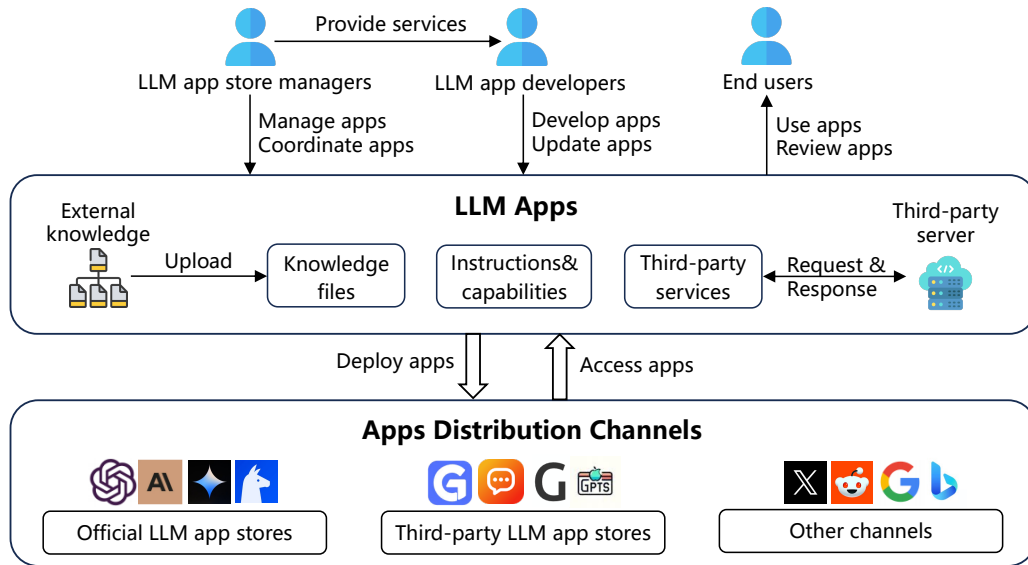 Provide services
LLM app store managers
LLM app developers
End users
Manage apps
Coordinate apps
Develop apps
Update apps
Use apps
Review apps
LLM Apps
External
knowledge
Upload
Knowledge
files
Instructions&
capabilities
Third-party
services
Request &
Response
Third-party
server
</>
Deploy apps
Access apps
Apps Distribution Channels
AI
G
GPTS
X
G
Official LLM app stores
Third-party LLM app stores
Other channels